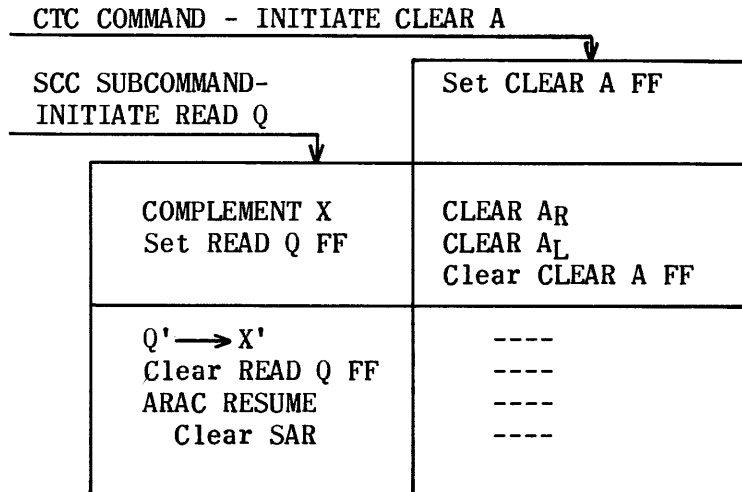 CTC COMMAND - INITIATE CLEAR A
SCC SUBCOMMAND-
INITIATE READ Q
Set CLEAR A FF
COMPLEMENT X
Set READ Q FF
CLEAR AR
CLEAR AL
Clear CLEAR A FF
Q'→X'
Clear READ Q FF
ARAC RESUME
Clear SAR
----
----
----
----